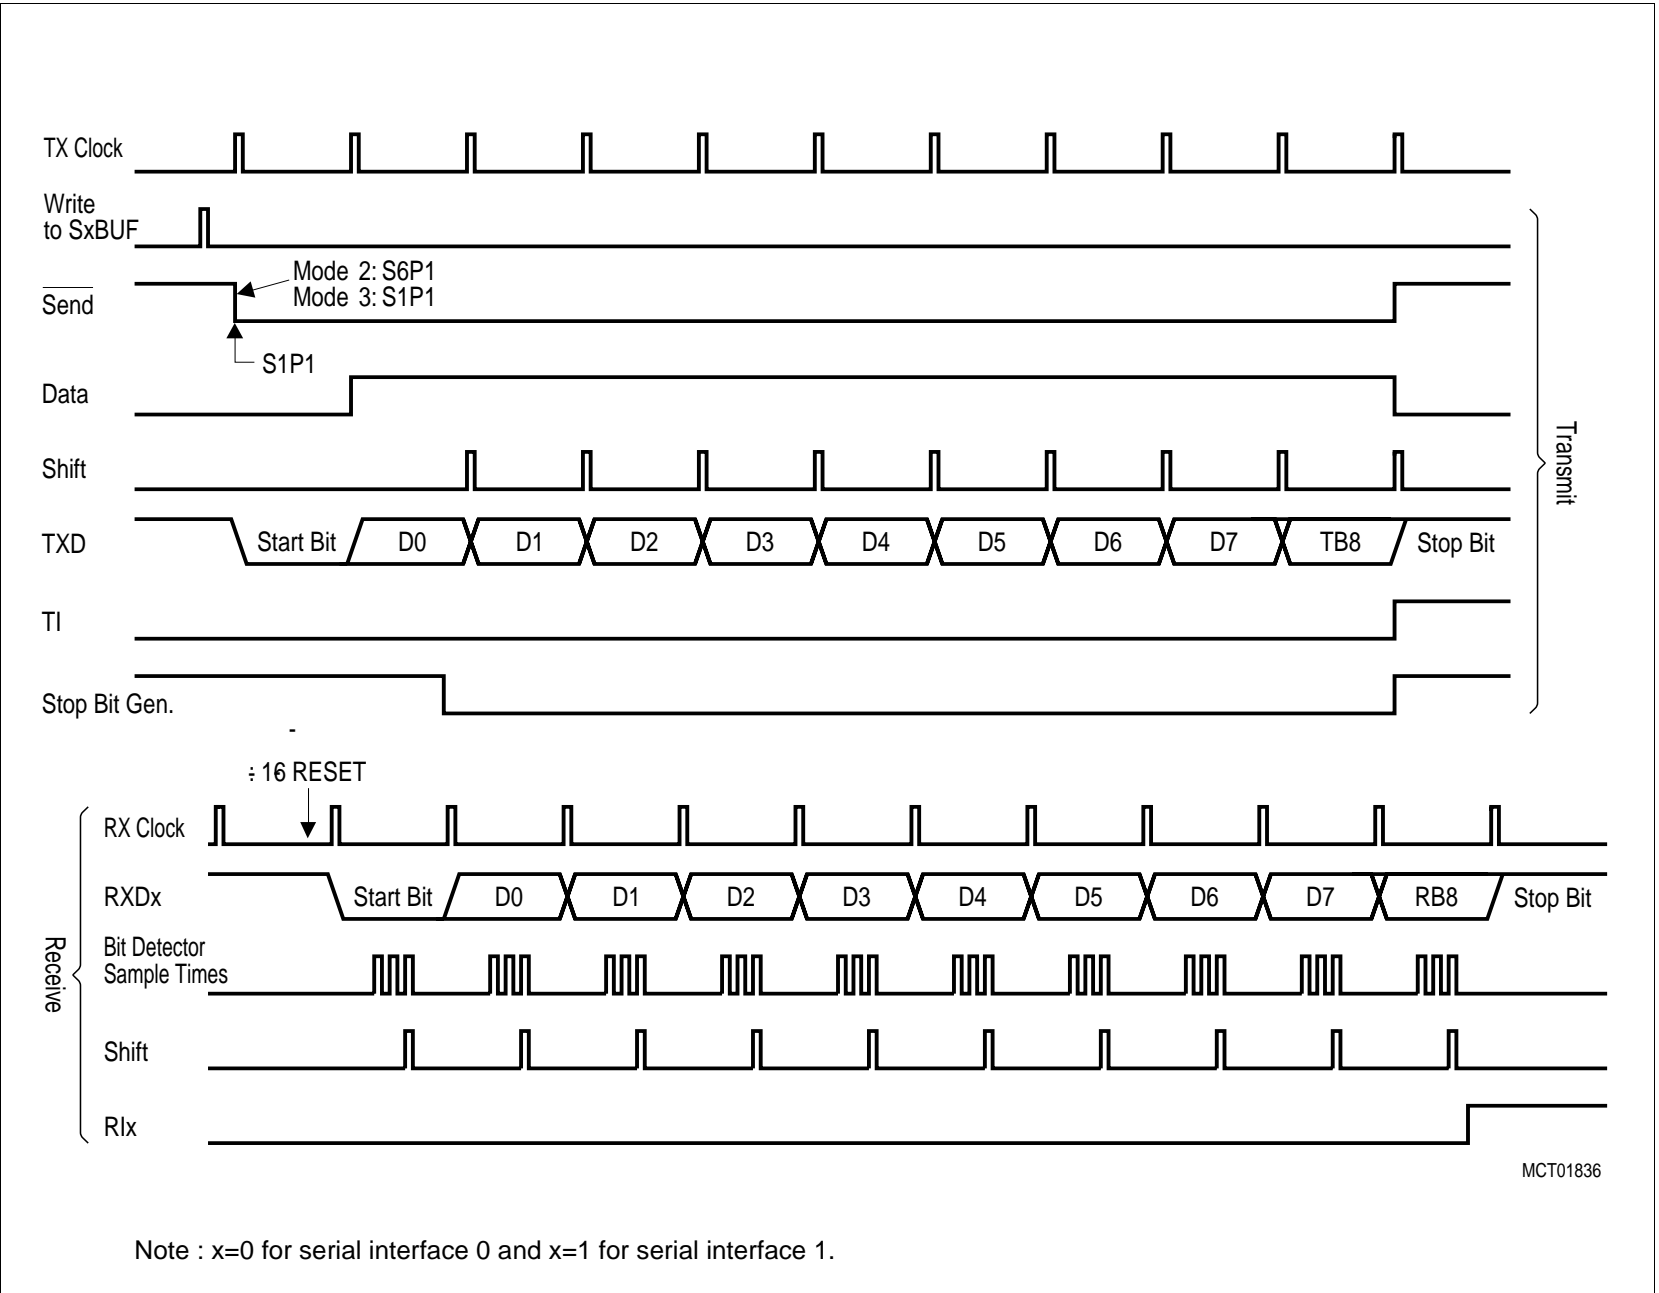 TX Clock
Write
to SxBUF
Mode 2: S6P1
Mode 3: S1P1
Send
S1P1
Data
Shift
TXD
Start Bit D0 D1 D2 D3 D4 D5 D6 D7 TB8 Stop Bit
TI
Stop Bit Gen.
Transmit
-
÷ 16 RESET
RX Clock
RXDx
Start Bit D0 D1 D2 D3 D4 D5 D6 D7 RB8 Stop Bit
Bit Detector
Sample Times
Shift
RIx
Receive
MCT01836
Note : x=0 for serial interface 0 and x=1 for serial interface 1.